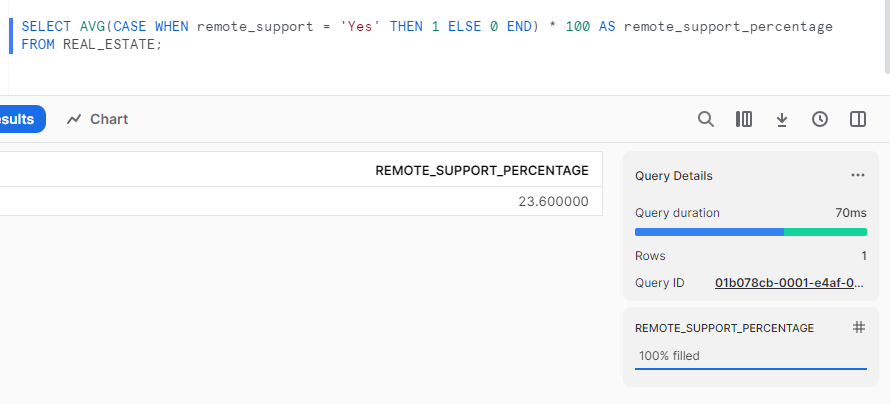 SELECT AVG(CASE WHEN remote_support = 'Yes' THEN 1 ELSE 0 END) * 100 AS remote_support_percentage
FROM REAL_ESTATE;
esults
Chart
REMOTE_SUPPORT_PERCENTAGE
23.600000
Query Details
...
Query duration 70ms
Rows 1
Query ID 01b078cb-0001-e4af-0...
REMOTE_SUPPORT_PERCENTAGE #
100% filled